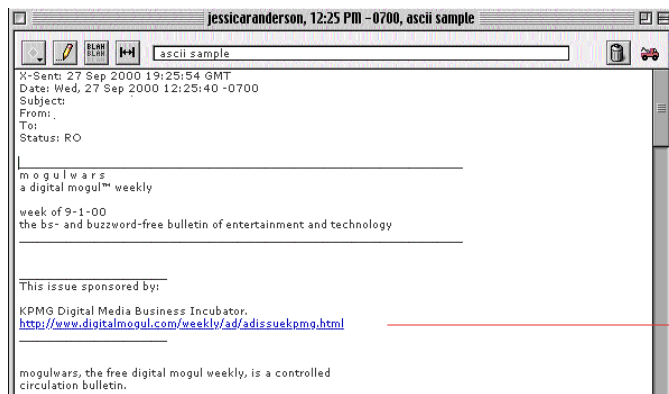 jessicaranderson, 12:25 PM -0700, ascii sample
BLAH
BLAH
ascii sample
X-Sent: 27 Sep 2000 19:25:54 GMT
Date: Wed, 27 Sep 2000 12:25:40 -0700
Subject:
From:
To:
Status: RO
m o g u l w a r s
a digital mogul™ weekly
week of 9-1-00
the bs- and buzzword-free bulletin of entertainment and technology
This issue sponsored by:
KPMG Digital Media Business Incubator.
http://www.digitalmogul.com/weekly/ad/adissuekpmg.html
mogulwars, the free digital mogul weekly, is a controlled
circulation bulletin.